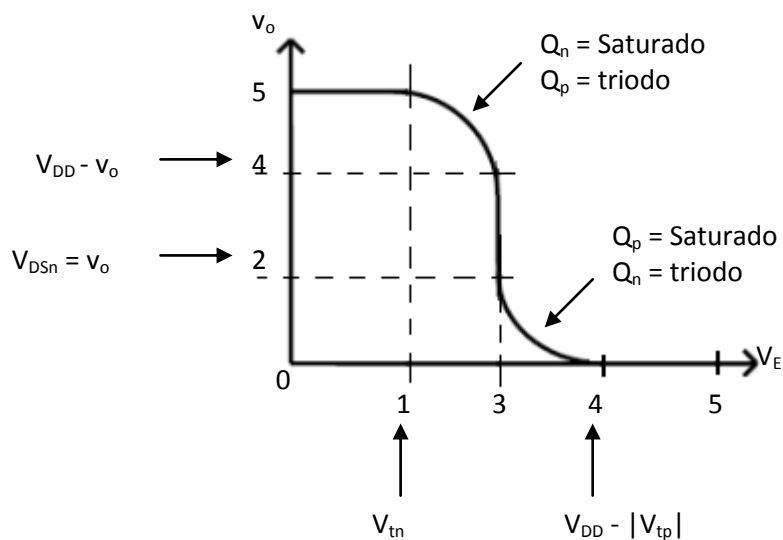 v_o
Q_n = Saturado
Q_p = triodo
5
V_DD - v_o
4
V_DSn = v_o
2
Q_p = Saturado
Q_n = triodo
V_E
0
1
3
4
5
V_tn
V_DD - |V_tp|